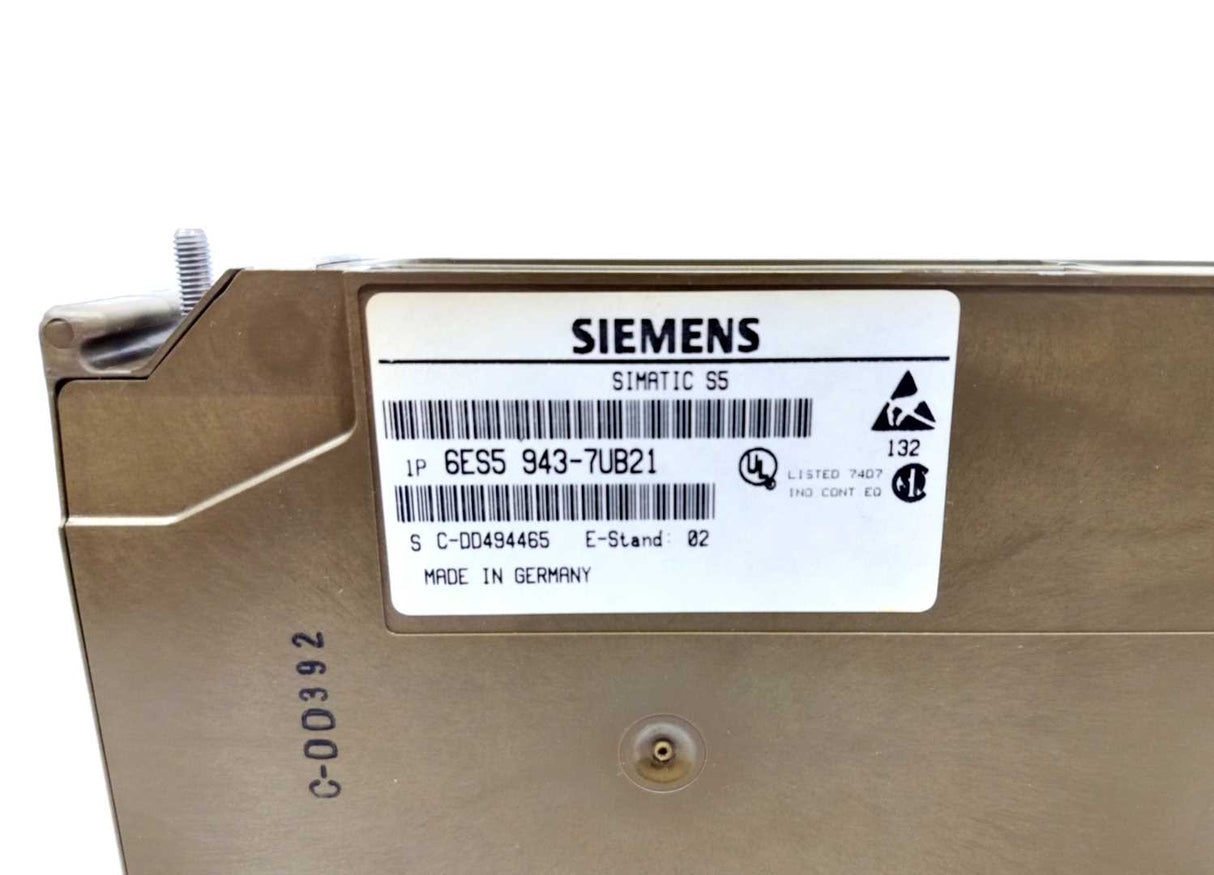 SIEMENS
SIMATIC S5
132
1P 6ES5 943-7UB21
UL
LISTED 7407
IND.CONT.EQ
S C-DD494465 E-Stand: 02
MADE IN GERMANY
C-DD392